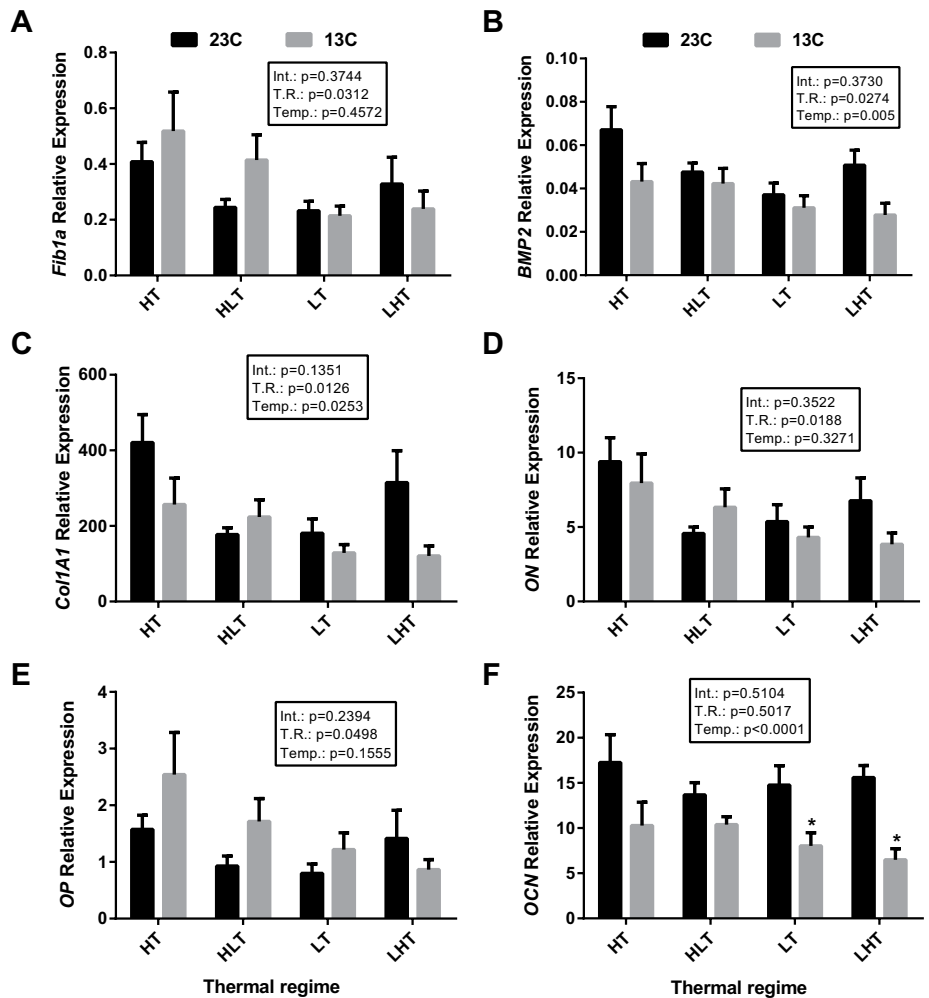 A
23C 13C
Fib1a Relative Expression
0.8
0.6
0.4
0.2
0.0
Int.: p=0.3744
T.R.: p=0.0312
Temp.: p=0.4572
HT HLT LT LHT
B
23C 13C
BMP2 Relative Expression
0.10
0.08
0.06
0.04
0.02
0.00
Int.: p=0.3730
T.R.: p=0.0274
Temp.: p=0.005
HT HLT LT LHT
C
Col1A1 Relative Expression
600
400
200
0
Int.: p=0.1351
T.R.: p=0.0126
Temp.: p=0.0253
HT HLT LT LHT
D
ON Relative Expression
15
10
5
0
Int.: p=0.3522
T.R.: p=0.0188
Temp.: p=0.3271
HT HLT LT LHT
E
OP Relative Expression
4
3
2
1
0
Int.: p=0.2394
T.R.: p=0.0498
Temp.: p=0.1555
HT HLT LT LHT
Thermal regime
F
OCN Relative Expression
25
20
15
10
5
0
Int.: p=0.5104
T.R.: p=0.5017
Temp.: p<0.0001
* *
HT HLT LT LHT
Thermal regime